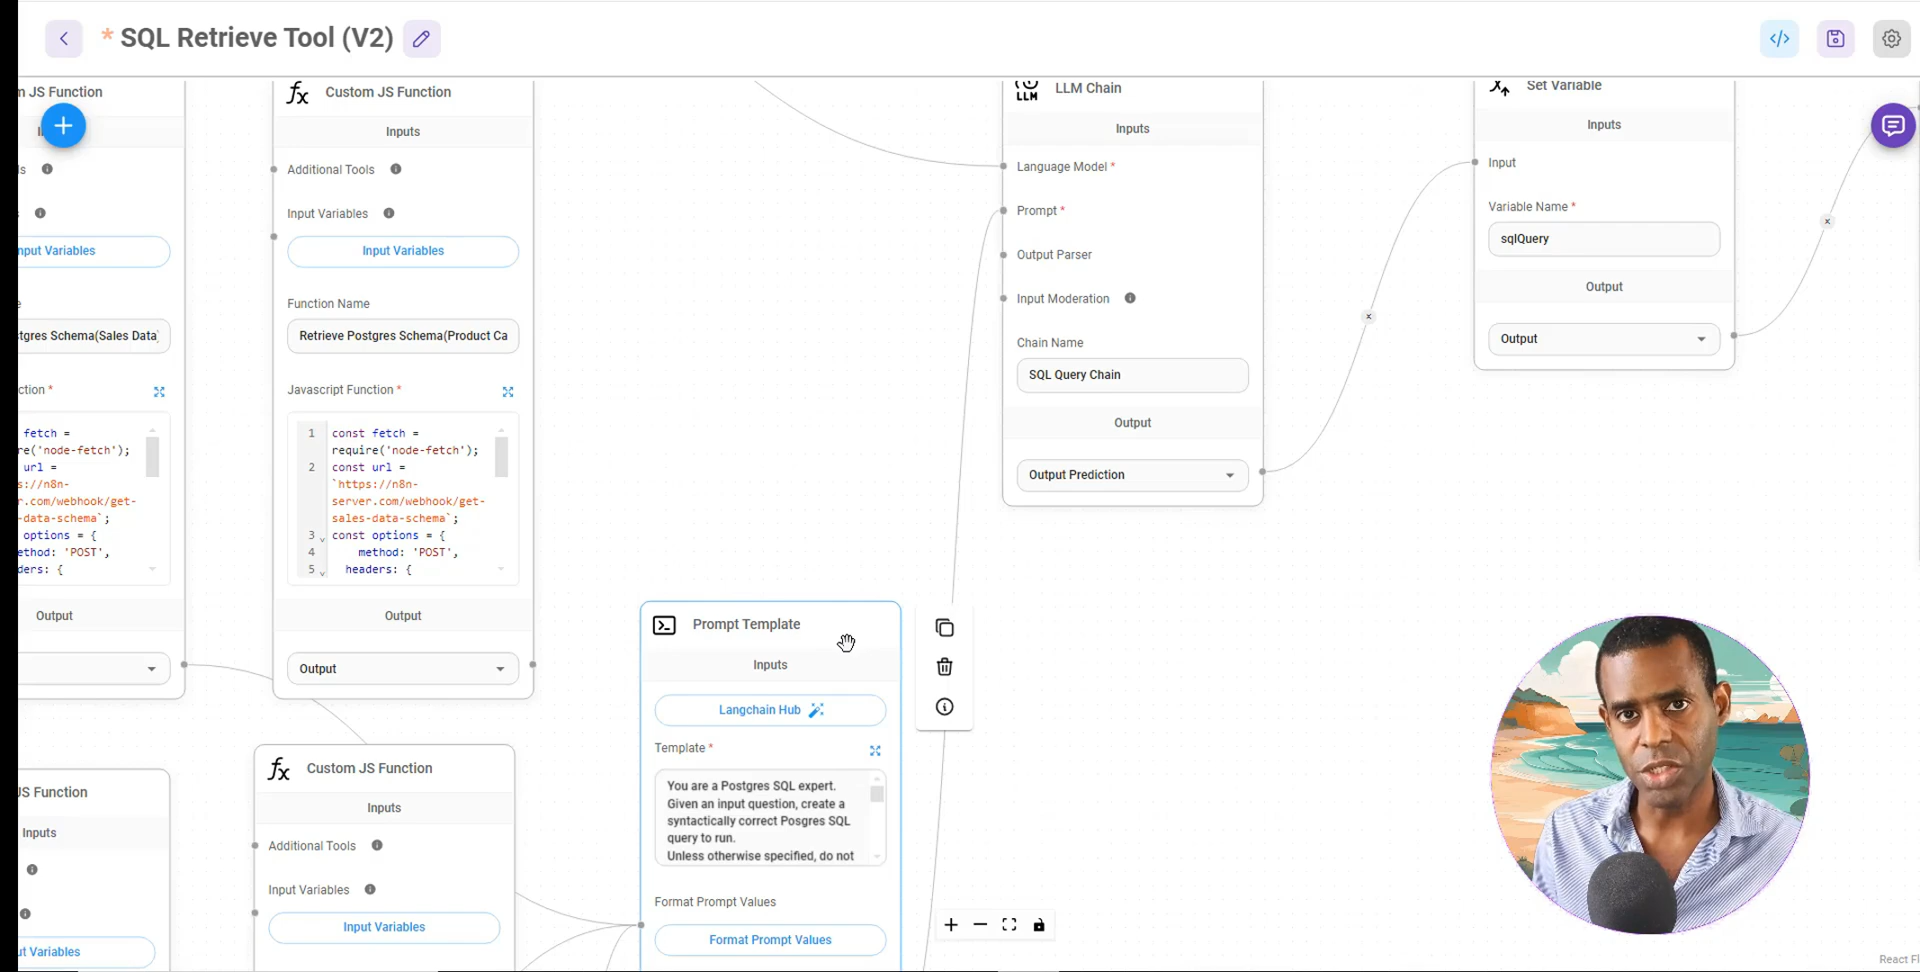 * SQL Retrieve Tool (V2)
</>
m JS Function
Custom JS Function
Inputs
Additional Tools
Input Variables
nput Variables
Input Variables
Function Name
tgres Schema(Sales Data)
Retrieve Postgres Schema(Product Ca
ction *
Javascript Function *
fetch =
re('node-fetch');
url =
s://n8n-
r.com/webhook/get-
-data-schema`;
options = {
ethod: 'POST',
ders: {
1 const fetch =
require('node-fetch');
2 const url =
`https://n8n-
server.com/webhook/get-
sales-data-schema`;
3 const options = {
4 method: 'POST',
5 headers: {
Output
Output
Output
JS Function
Inputs
ut Variables
Custom JS Function
Inputs
Additional Tools
Input Variables
Input Variables
Prompt Template
Inputs
Langchain Hub
Template *
You are a Postgres SQL expert.
Given an input question, create a
syntactically correct Posgres SQL
query to run.
Unless otherwise specified, do not
Format Prompt Values
Format Prompt Values
LLM
LLM Chain
Inputs
Language Model *
Prompt *
Output Parser
Input Moderation
Chain Name
SQL Query Chain
Output
Output Prediction
Set Variable
Inputs
Input
Variable Name *
sqlQuery
Output
Output
React Fl